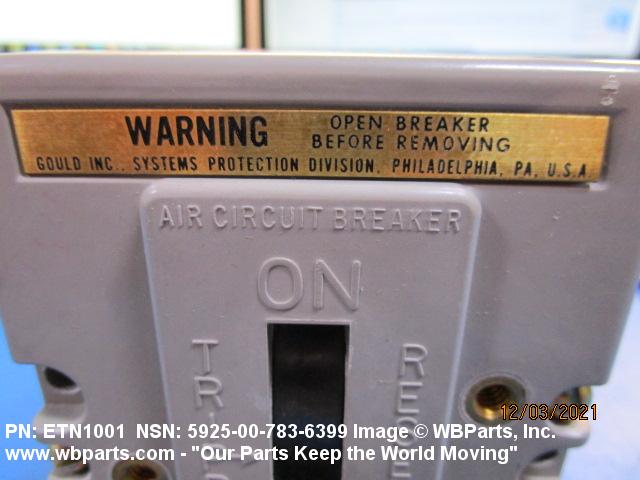 WARNING OPEN BREAKER
BEFORE REMOVING
GOULD INC., SYSTEMS PROTECTION DIVISION, PHILADELPHIA, PA, U.S.A.
AIR CIRCUIT BREAKER
ON
12/03/2021
PN: ETN1001 NSN: 5925-00-783-6399 Image © WBParts, Inc.
www.wbparts.com - "Our Parts Keep the World Moving"